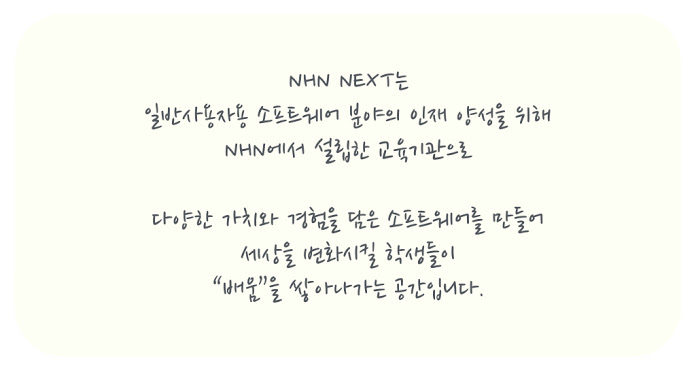 NHN NEXT는
일반사용자용 소프트웨어 분야의 인재 양성을 위해
NHN에서 설립한 교육기관으로
다양한 가치와 경험을 담은 소프트웨어를 만들어
세상을 변화시킬 학생들이
“배움”을 쌓아나가는 공간입니다.